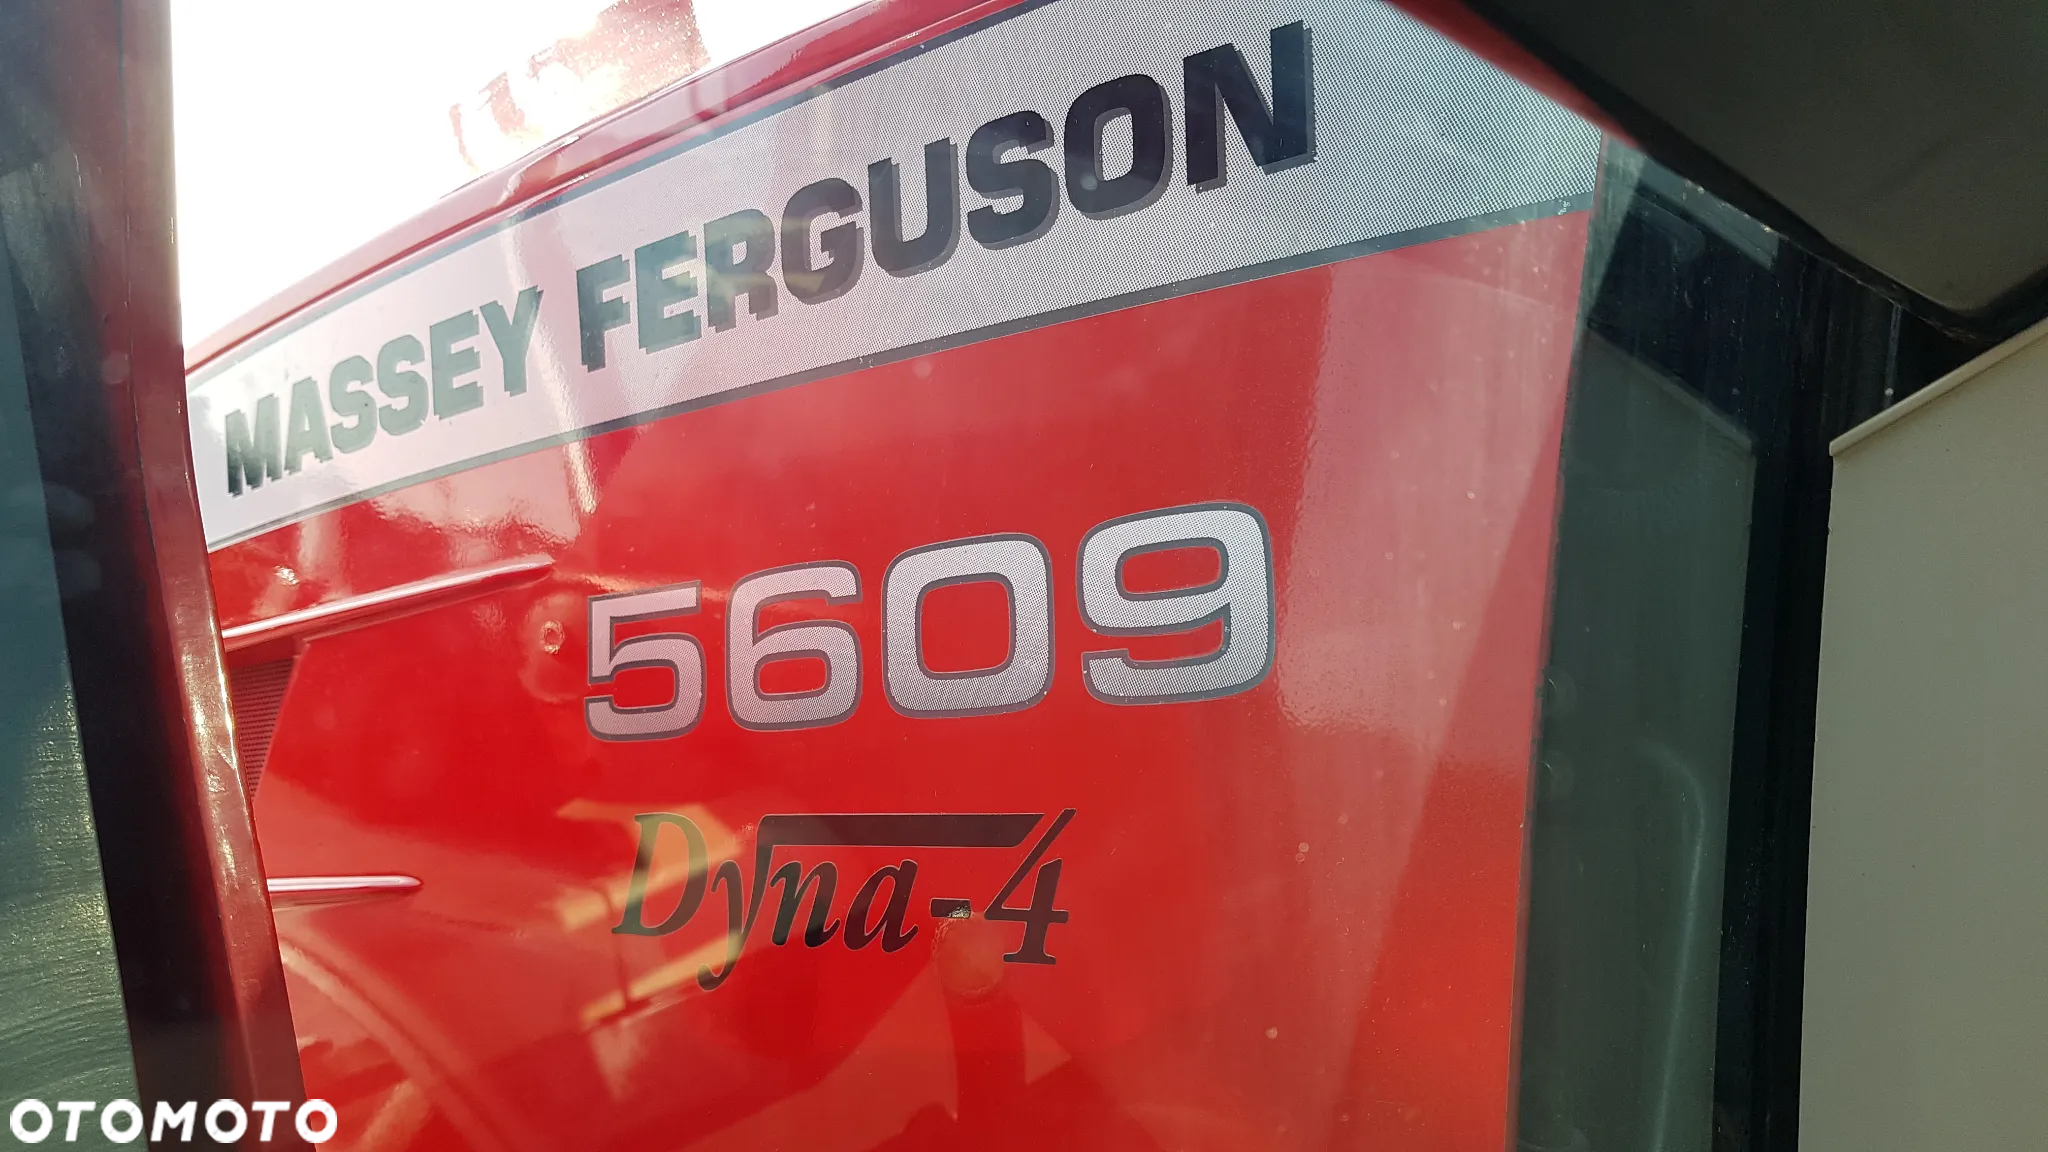 MASSEY FERGUSON
5609
Dyna-4
OTOMOTO